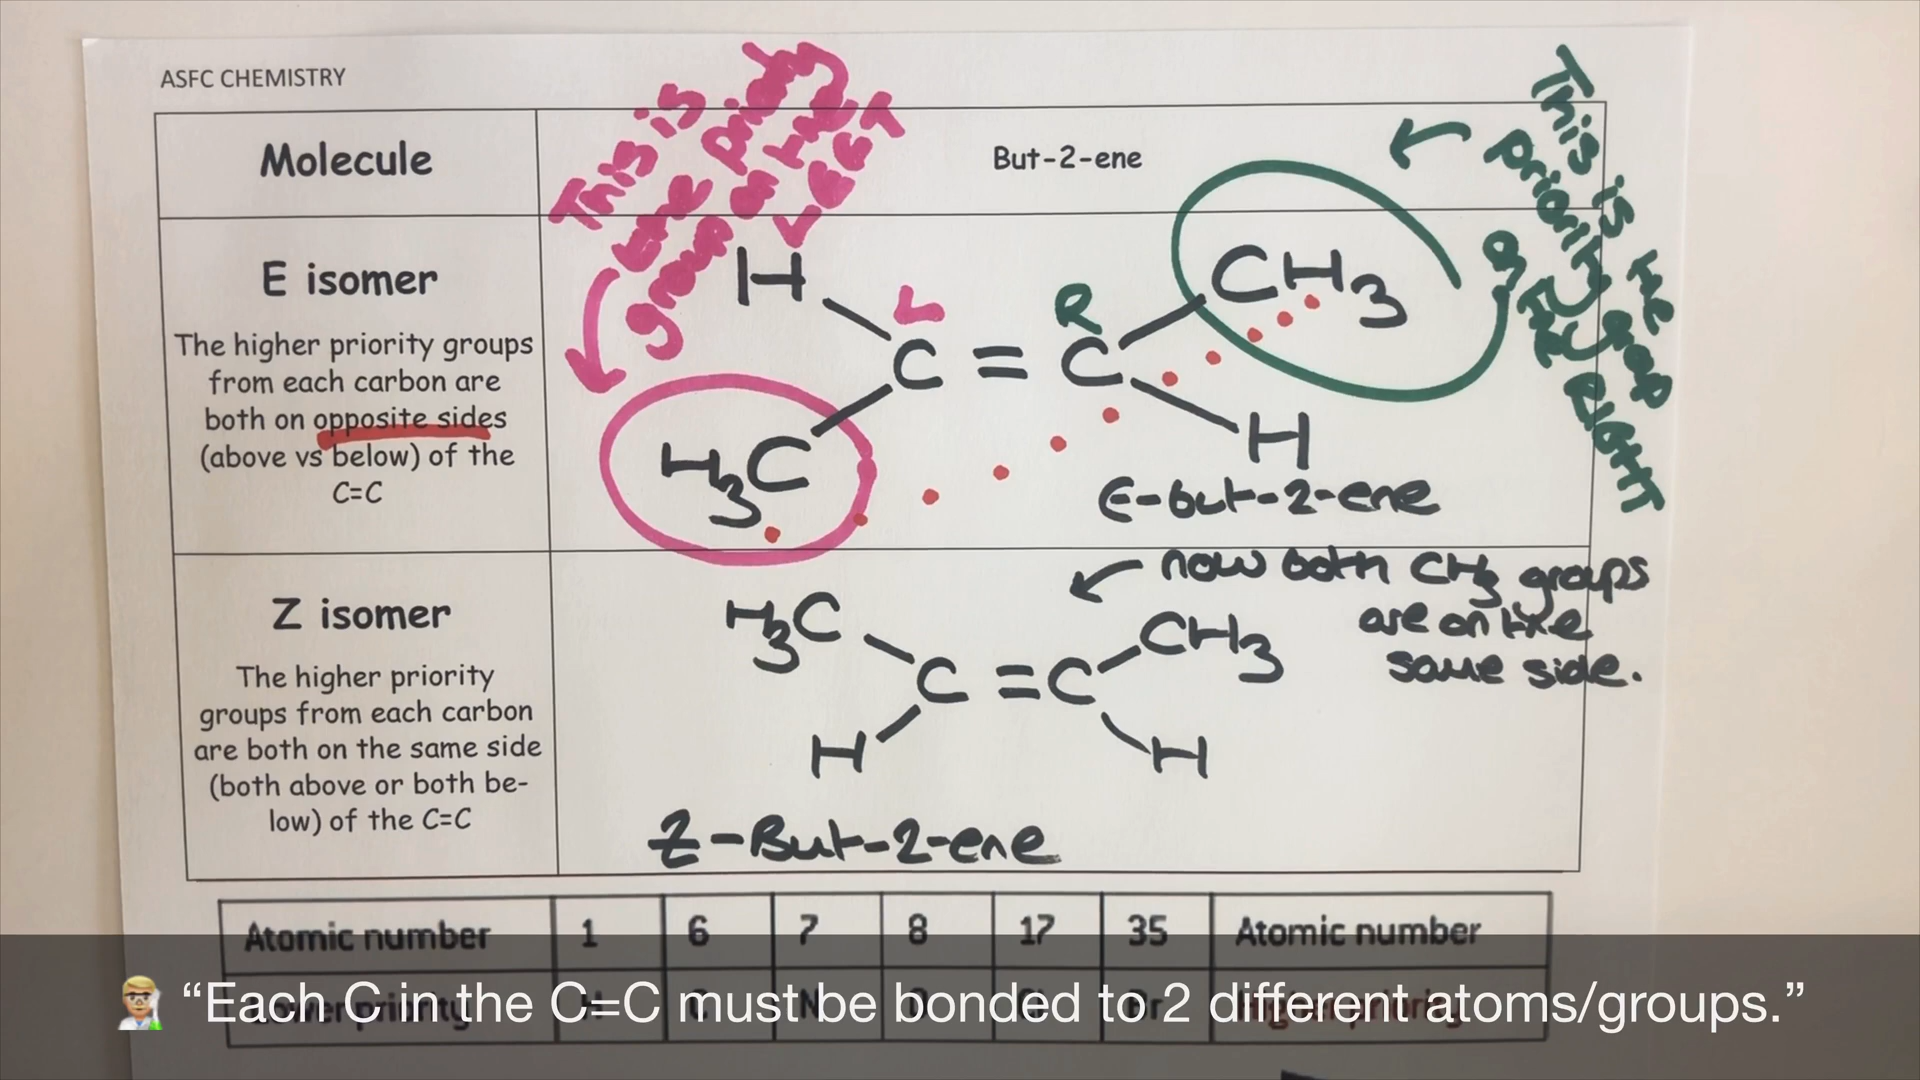 ASFC CHEMISTRY
Molecule
But-2-ene
This is
the priority
group on the
LEFT
This is the
priority group
on the RIGHT
E isomer
The higher priority groups
from each carbon are
both on opposite sides
(above vs below) of the
C=C
H
CH3
L
R
C = C
H3C
H
E-but-2-ene
now both CH3 groups
are on the
same side.
Z isomer
The higher priority
groups from each carbon
are both on the same side
(both above or both be-
low) of the C=C
H3C
CH3
C = C
H
H
Z-But-2-ene
Atomic number 1 6 7 8 17 35 Atomic number
“Each C in the C=C must be bonded to 2 different atoms/groups.”